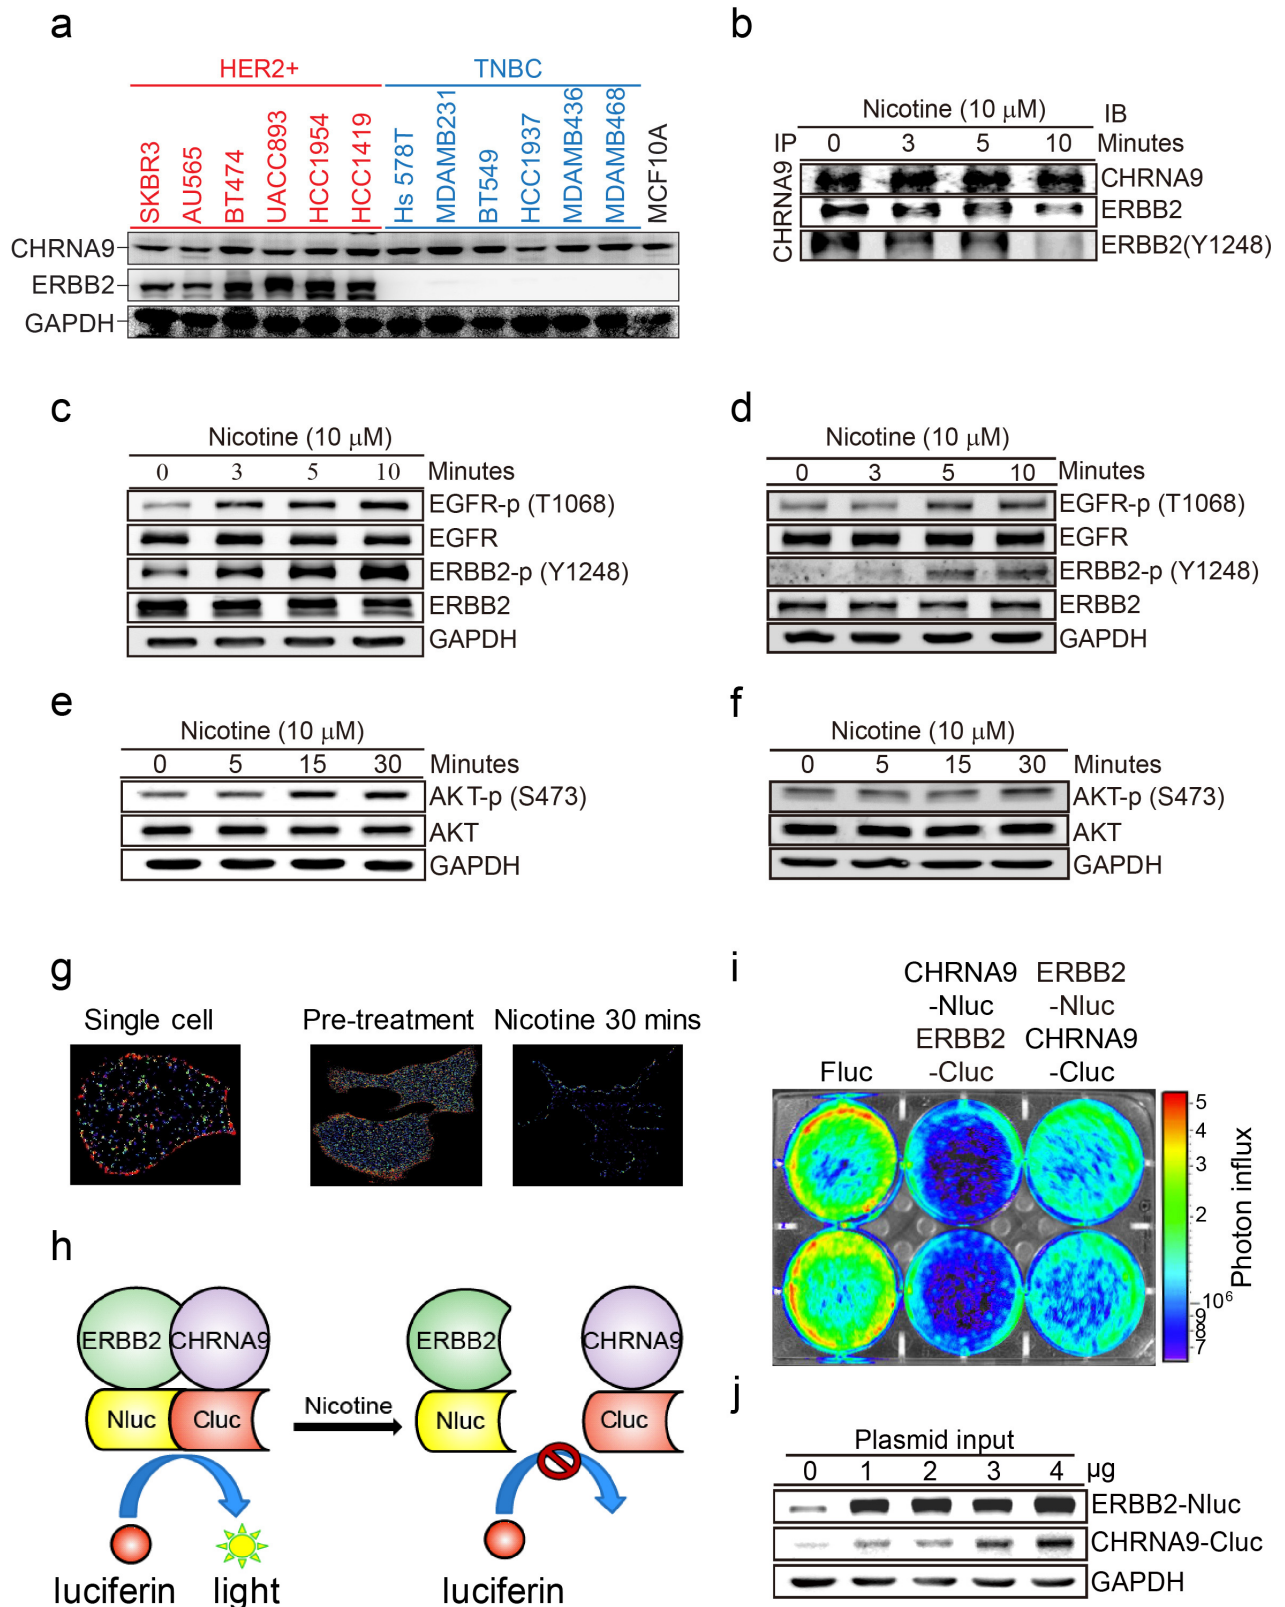 a
HER2+
TNBC
SKBR3
AU565
BT474
UACC893
HCC1954
HCC1419
Hs 578T
MDAMB231
BT549
HCC1937
MDAMB436
MDAMB468
MCF10A
CHRNA9
ERBB2
GAPDH
b
Nicotine (10 μM)
IB
IP 0 3 5 10 Minutes
CHRNA9
CHRNA9
ERBB2
ERBB2(Y1248)
c
Nicotine (10 μM)
0 3 5 10 Minutes
EGFR-p (T1068)
EGFR
ERBB2-p (Y1248)
ERBB2
GAPDH
d
Nicotine (10 μM)
0 3 5 10 Minutes
EGFR-p (T1068)
EGFR
ERBB2-p (Y1248)
ERBB2
GAPDH
e
Nicotine (10 μM)
0 5 15 30 Minutes
AKT-p (S473)
AKT
GAPDH
f
Nicotine (10 μM)
0 5 15 30 Minutes
AKT-p (S473)
AKT
GAPDH
g
Single cell
Pre-treatment
Nicotine 30 mins
h
ERBB2 CHRNA9
Nluc Cluc
Nicotine
ERBB2 CHRNA9
Nluc Cluc
luciferin light
luciferin
i
CHRNA9 ERBB2
-Nluc -Nluc
ERBB2 CHRNA9
Fluc -Cluc -Cluc
5
4
3
2
10⁶
9
8
7
Photon influx
j
Plasmid input
0 1 2 3 4 μg
ERBB2-Nluc
CHRNA9-Cluc
GAPDH